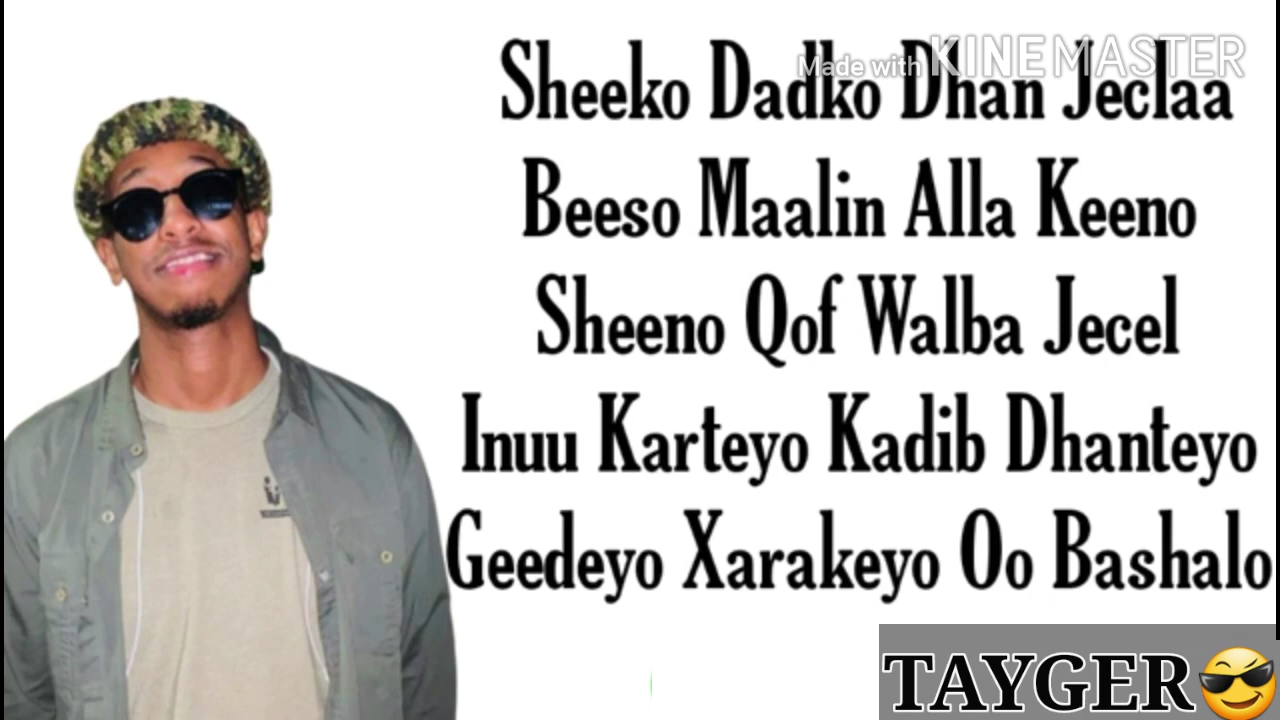 Made with KINEMASTER
Sheeko Dadko Dhan Jeclaa
Beeso Maalin Alla Keeno
Sheeno Qof Walba Jecel
Inuu Karteyo Kadib Dhanteyo
Geedeyo Xarakeyo Oo Bashalo
TAYGER😎